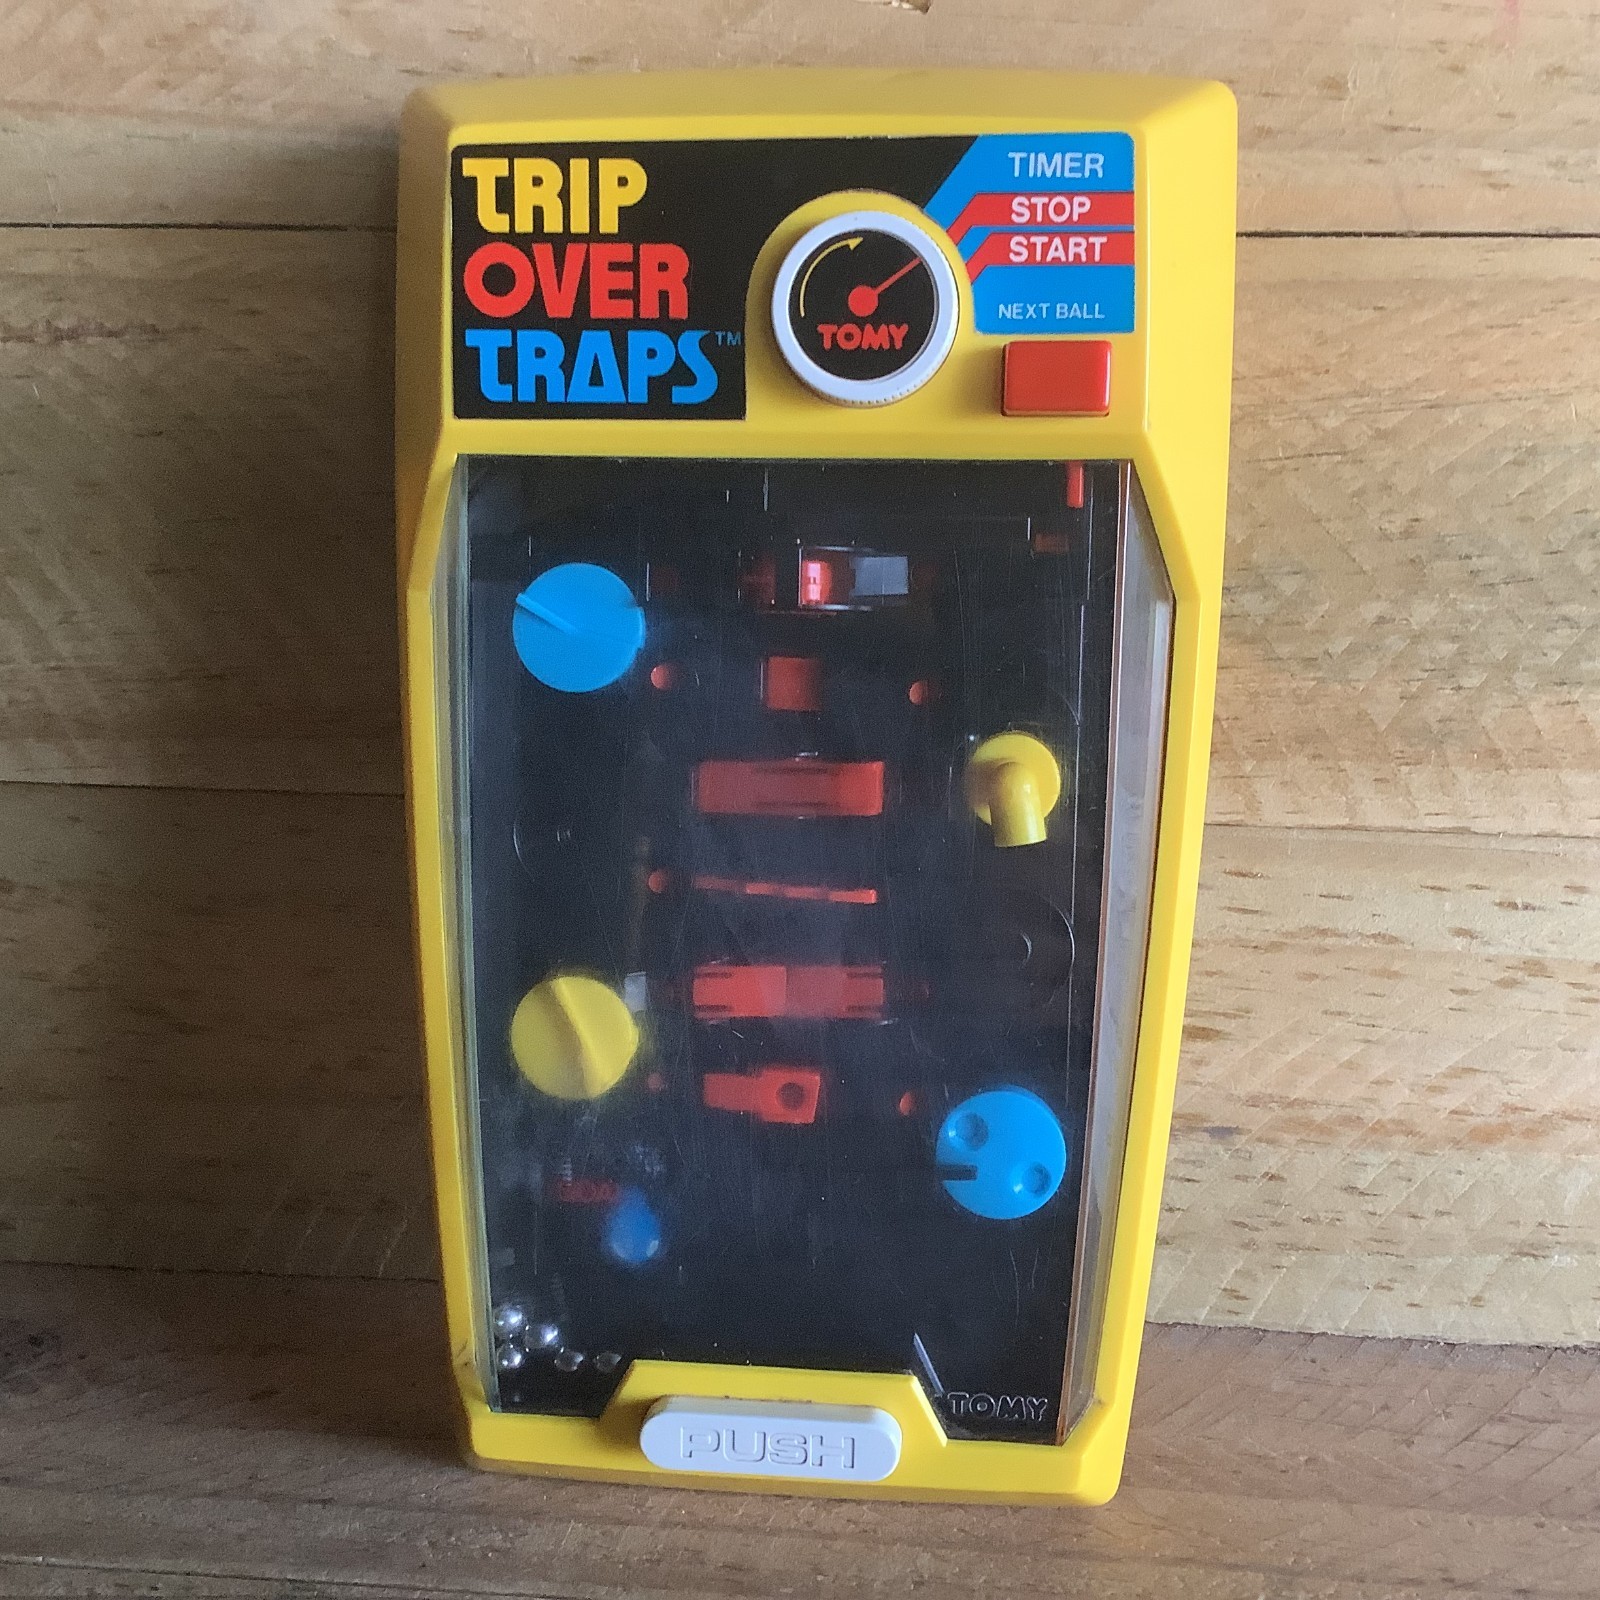 TRIP
OVER
TRAPS™
TOMY
TIMER
STOP
START
NEXT BALL
TOMY
PUSH